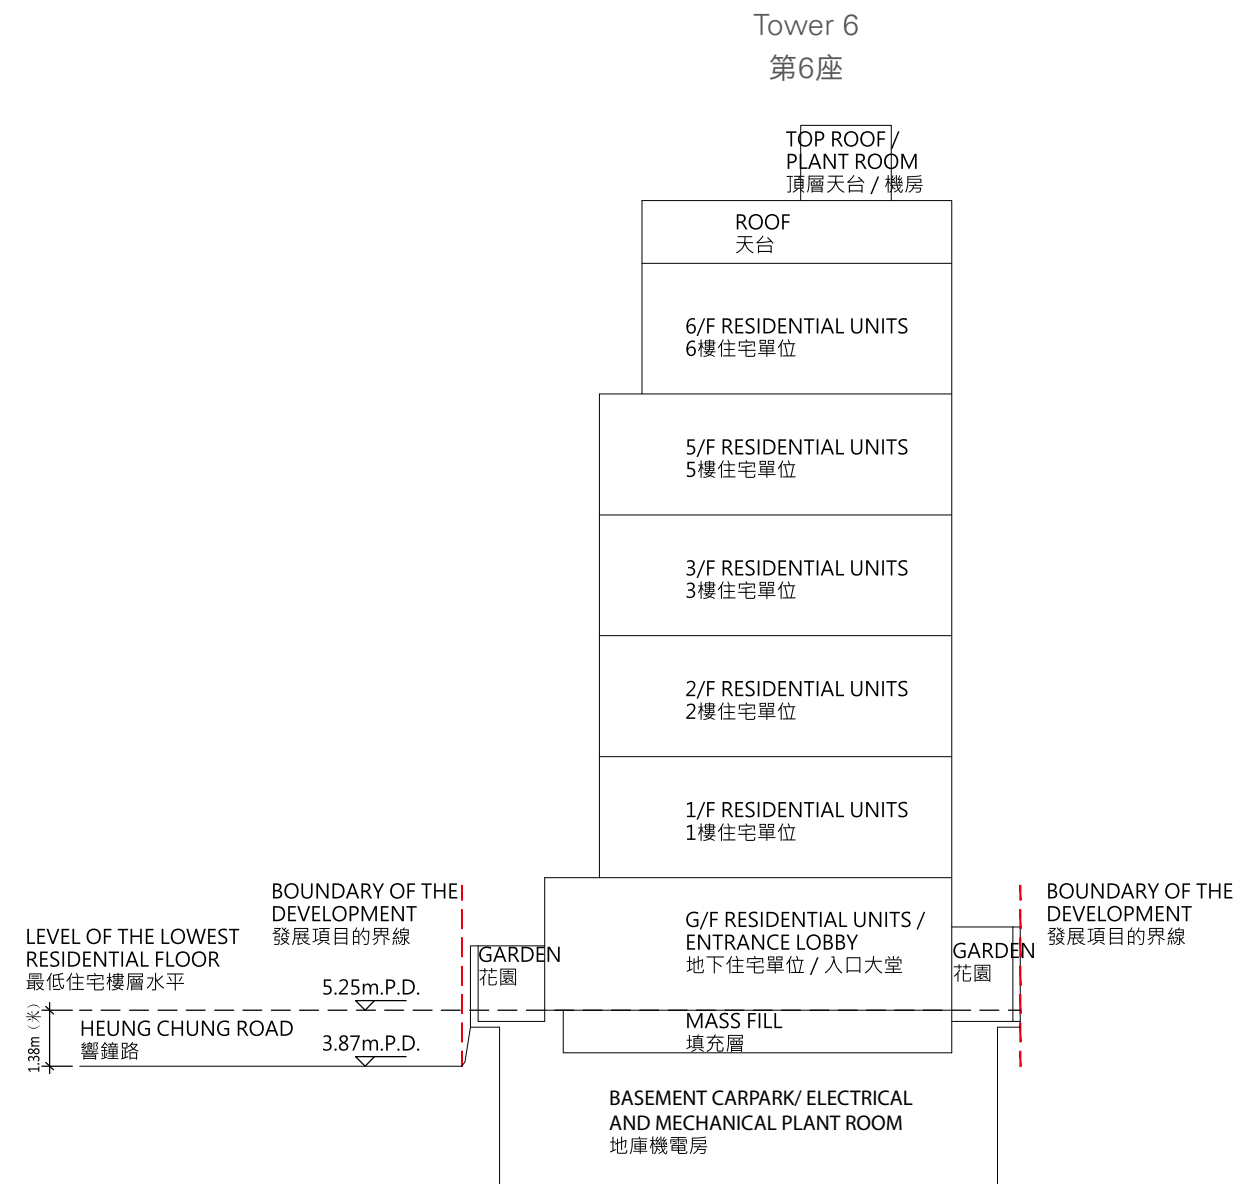 Tower 6
第6座
TOP ROOF /
PLANT ROOM
頂層天台 / 機房
ROOF
天台
6/F RESIDENTIAL UNITS
6樓住宅單位
5/F RESIDENTIAL UNITS
5樓住宅單位
3/F RESIDENTIAL UNITS
3樓住宅單位
2/F RESIDENTIAL UNITS
2樓住宅單位
1/F RESIDENTIAL UNITS
1樓住宅單位
BOUNDARY OF THE
DEVELOPMENT
發展項目的界線
G/F RESIDENTIAL UNITS /
ENTRANCE LOBBY
地下住宅單位 / 入口大堂
BOUNDARY OF THE
DEVELOPMENT
發展項目的界線
LEVEL OF THE LOWEST
RESIDENTIAL FLOOR
最低住宅樓層水平
GARDEN
花園
GARDEN
花園
5.25m.P.D.
1.38m (米)
HEUNG CHUNG ROAD
響鐘路
3.87m.P.D.
MASS FILL
填充層
BASEMENT CARPARK/ ELECTRICAL
AND MECHANICAL PLANT ROOM
地庫機電房